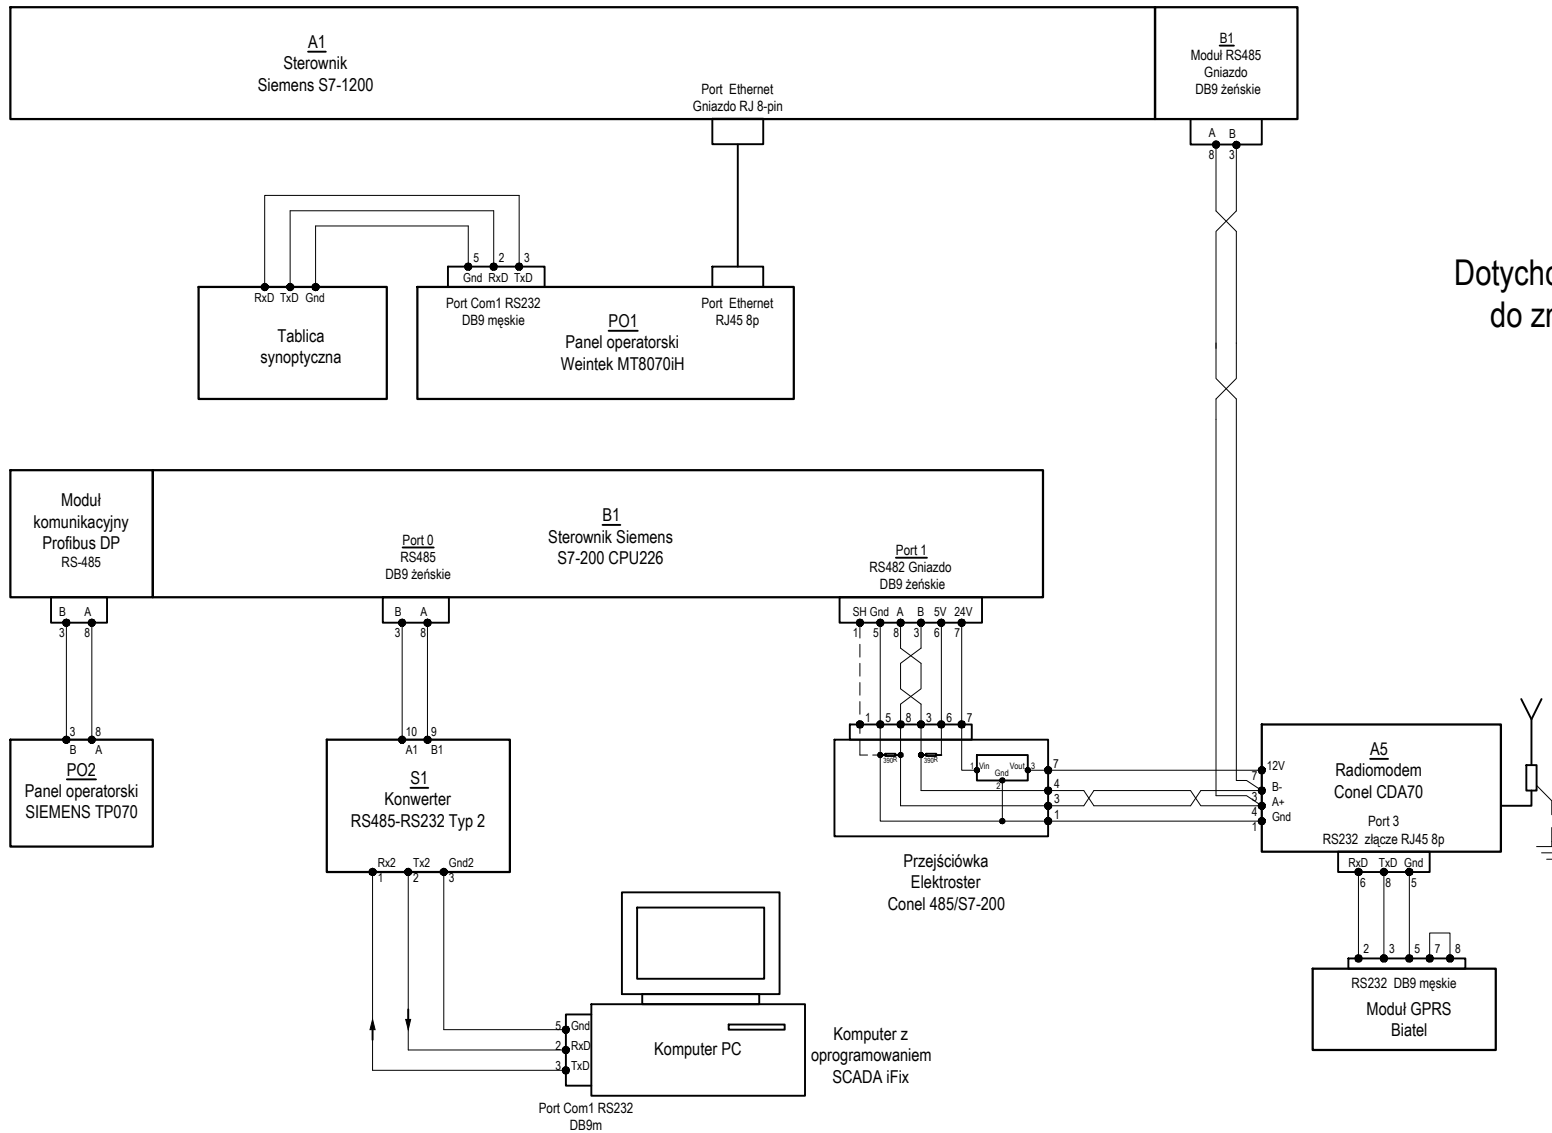 A1
Sterownik
Siemens S7-1200
Port Ethernet
Gniazdo RJ 8-pin
B1
Moduł RS485
Gniazdo
DB9 żeńskie
A B
8 3
5 2 3
Gnd RxD TxD
Port Com1 RS232
DB9 męskie
PO1
Panel operatorski
Weintek MT8070iH
Port Ethernet
RJ45 8p
RxD TxD Gnd
Tablica
synoptyczna
Moduł
komunikacyjny
Profibus DP
RS-485
B A
3 8
Port 0
RS485
DB9 żeńskie
B A
3 8
B1
Sterownik Siemens
S7-200 CPU226
Port 1
RS482 Gniazdo
DB9 żeńskie
SH Gnd A B 5V 24V
1 5 8 3 6 7
3 8
B A
PO2
Panel operatorski
SIEMENS TP070
10 9
A1 B1
S1
Konwerter
RS485-RS232 Typ 2
Rx2 Tx2 Gnd2
1 2 3
1 5 8 3 6 7
390R 390R
1 Vin Vout 3
Gnd
2
7
4
3
1
Przejściówka
Elektroster
Conel 485/S7-200
12V
7
B-
3
A+
4
Gnd
1
A5
Radiomodem
Conel CDA70
Port 3
RS232 złącze RJ45 8p
RxD TxD Gnd
6 8 5
2 3 5 7 8
RS232 DB9 męskie
Moduł GPRS
Biatel
5 Gnd
2 RxD
3 TxD
Port Com1 RS232
DB9m
Komputer PC
Komputer z
oprogramowaniem
SCADA iFix